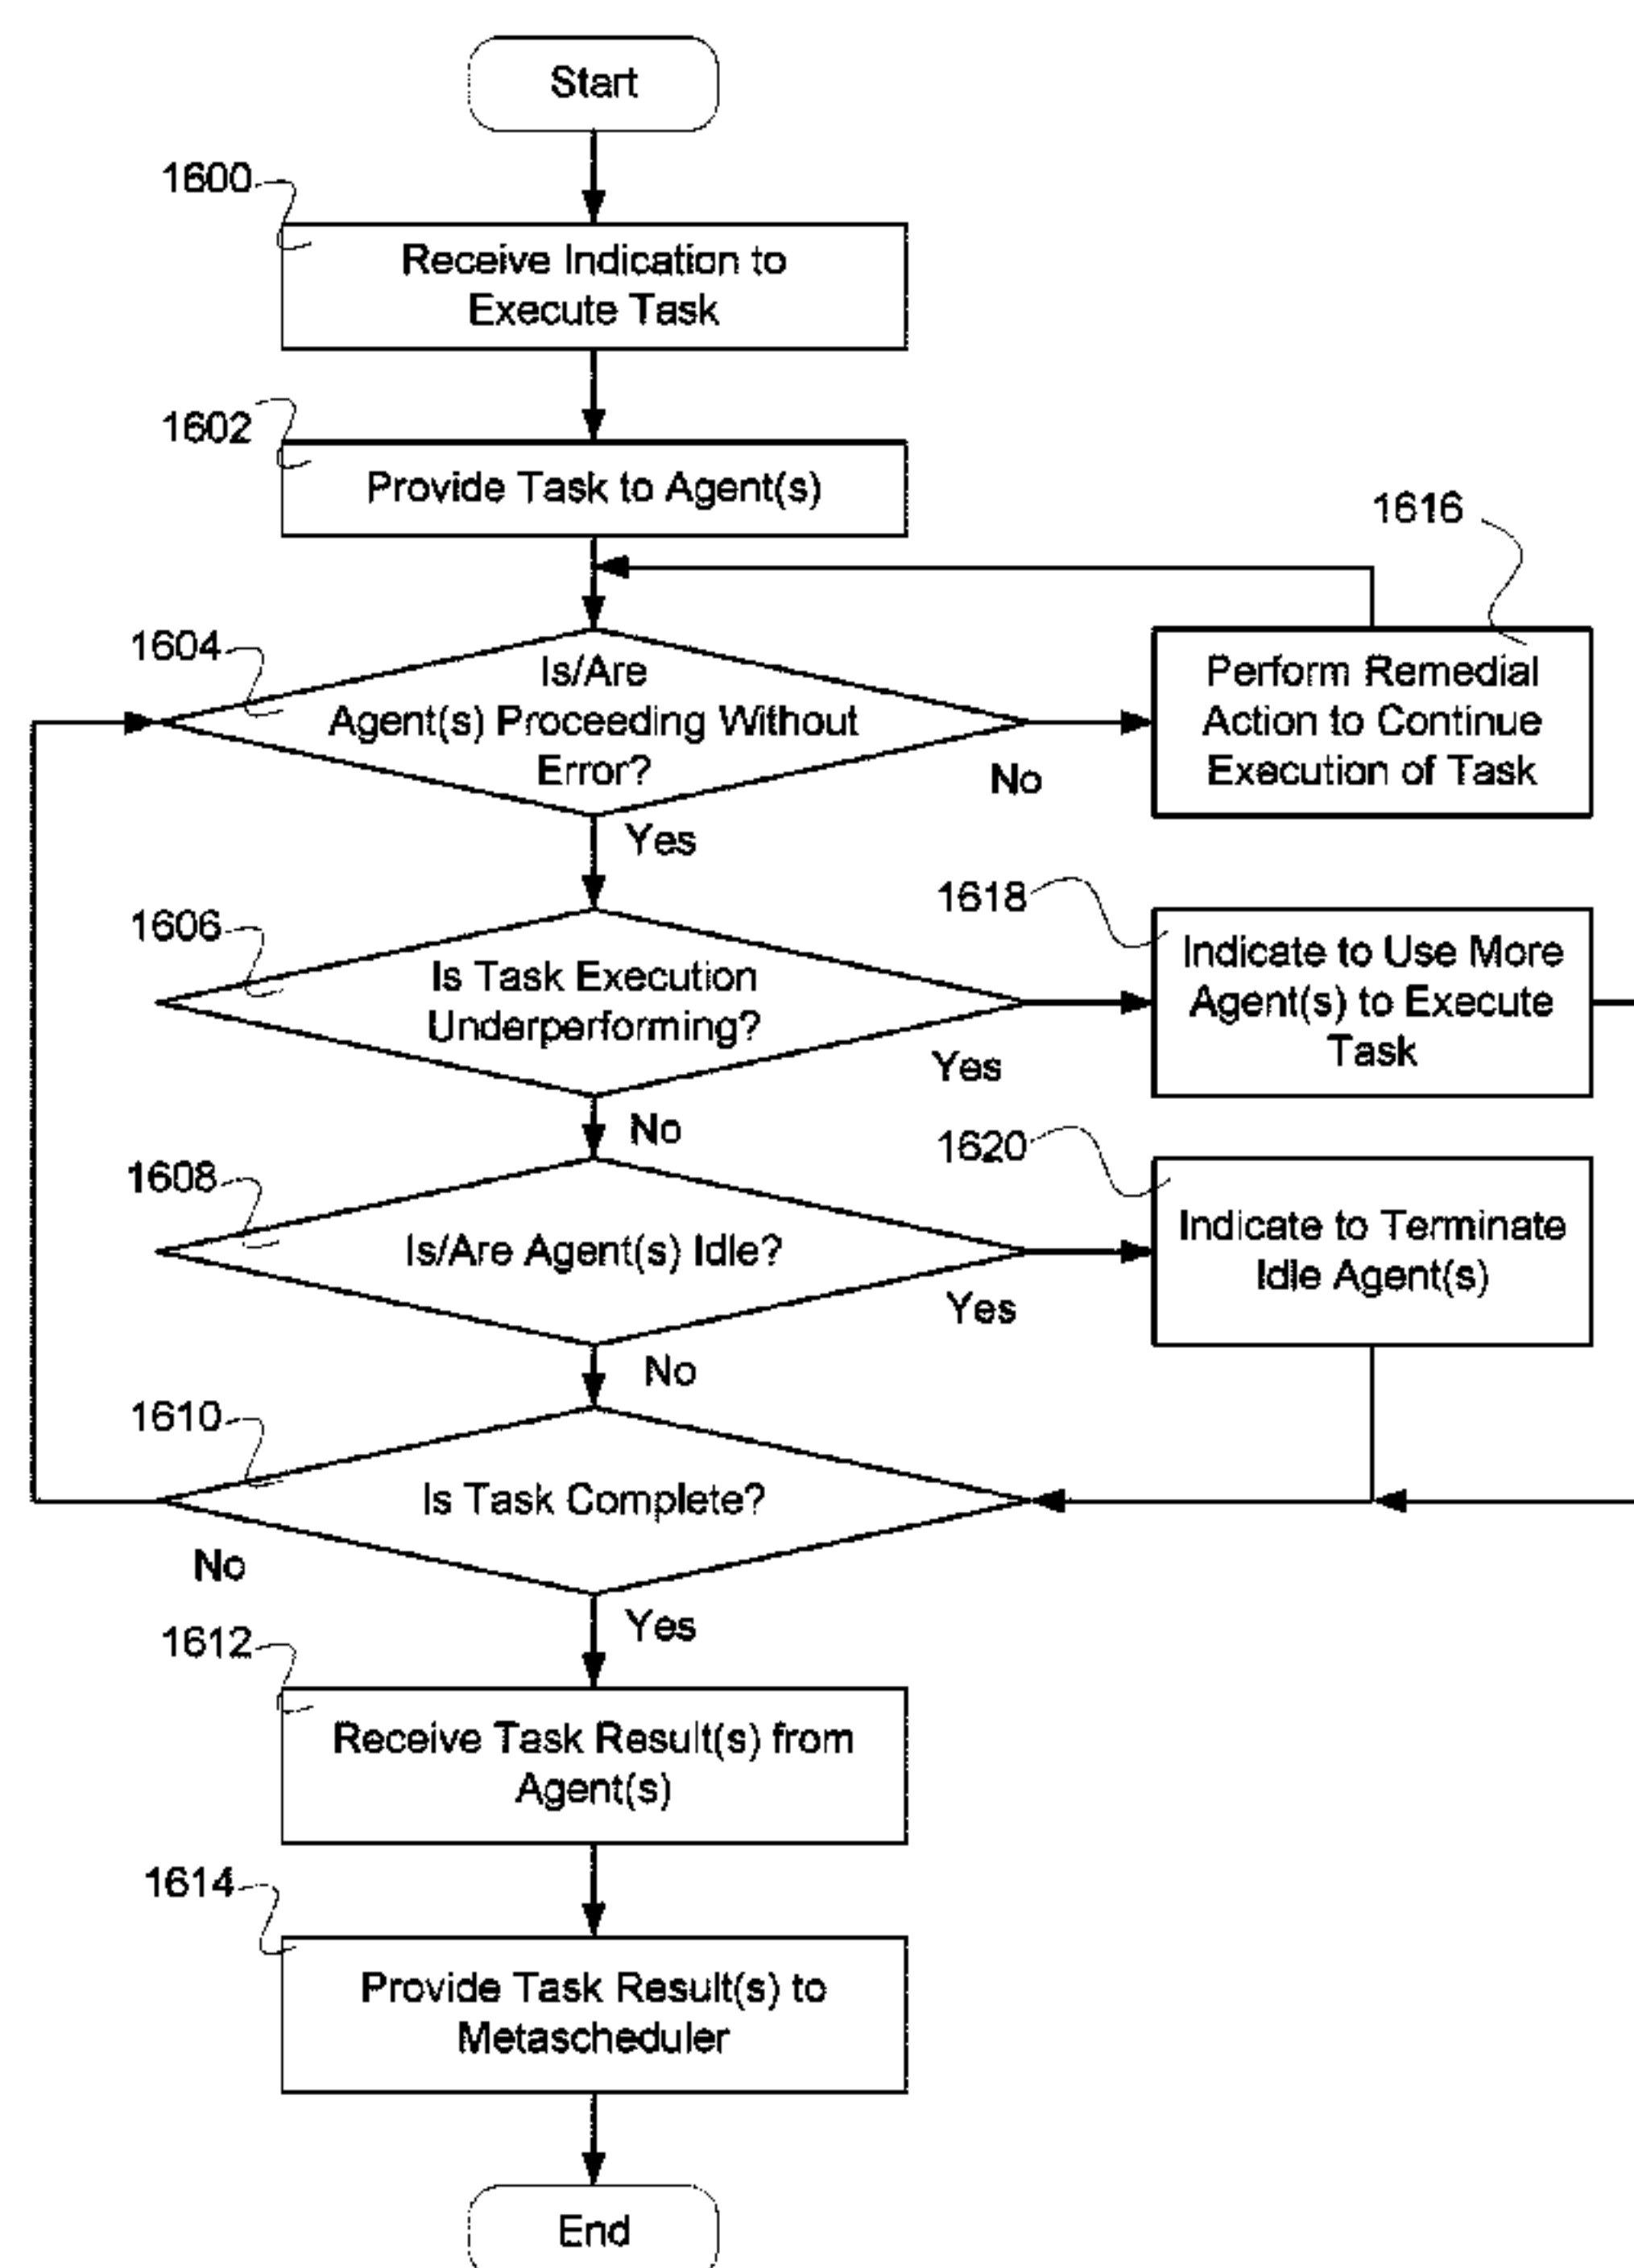 Start
1600
Receive Indication to
Execute Task
1602
Provide Task to Agent(s)
1616
1604
Is/Are
Agent(s) Proceeding Without
Error?
No
Perform Remedial
Action to Continue
Execution of Task
Yes
1606
Is Task Execution
Underperforming?
Yes
1618
Indicate to Use More
Agent(s) to Execute
Task
No
1608
Is/Are Agent(s) Idle?
Yes
1620
Indicate to Terminate
Idle Agent(s)
No
1610
Is Task Complete?
No
Yes
1612
Receive Task Result(s) from
Agent(s)
1614
Provide Task Result(s) to
Metascheduler
End